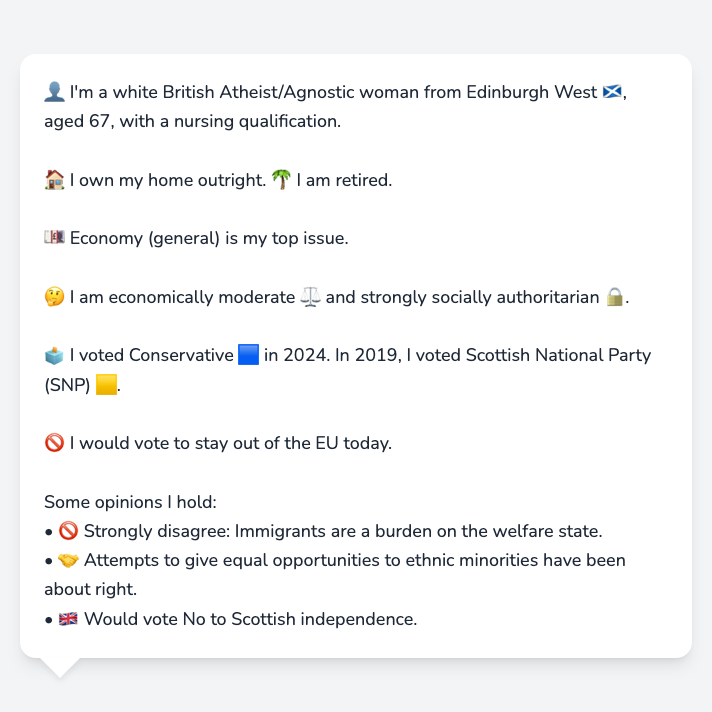 👤 I'm a white British Atheist/Agnostic woman from Edinburgh West 🏴󠁧󠁢󠁳󠁣󠁴󠁿,
aged 67, with a nursing qualification.
🏠 I own my home outright. 🌴 I am retired.
💷 Economy (general) is my top issue.
🤔 I am economically moderate ⚖️ and strongly socially authoritarian 🔒.
🗳️ I voted Conservative 🟦 in 2024. In 2019, I voted Scottish National Party
(SNP) 🟨.
🚫 I would vote to stay out of the EU today.
Some opinions I hold:
• 🚫 Strongly disagree: Immigrants are a burden on the welfare state.
• 🤝 Attempts to give equal opportunities to ethnic minorities have been
about right.
• 🇬🇧 Would vote No to Scottish independence.